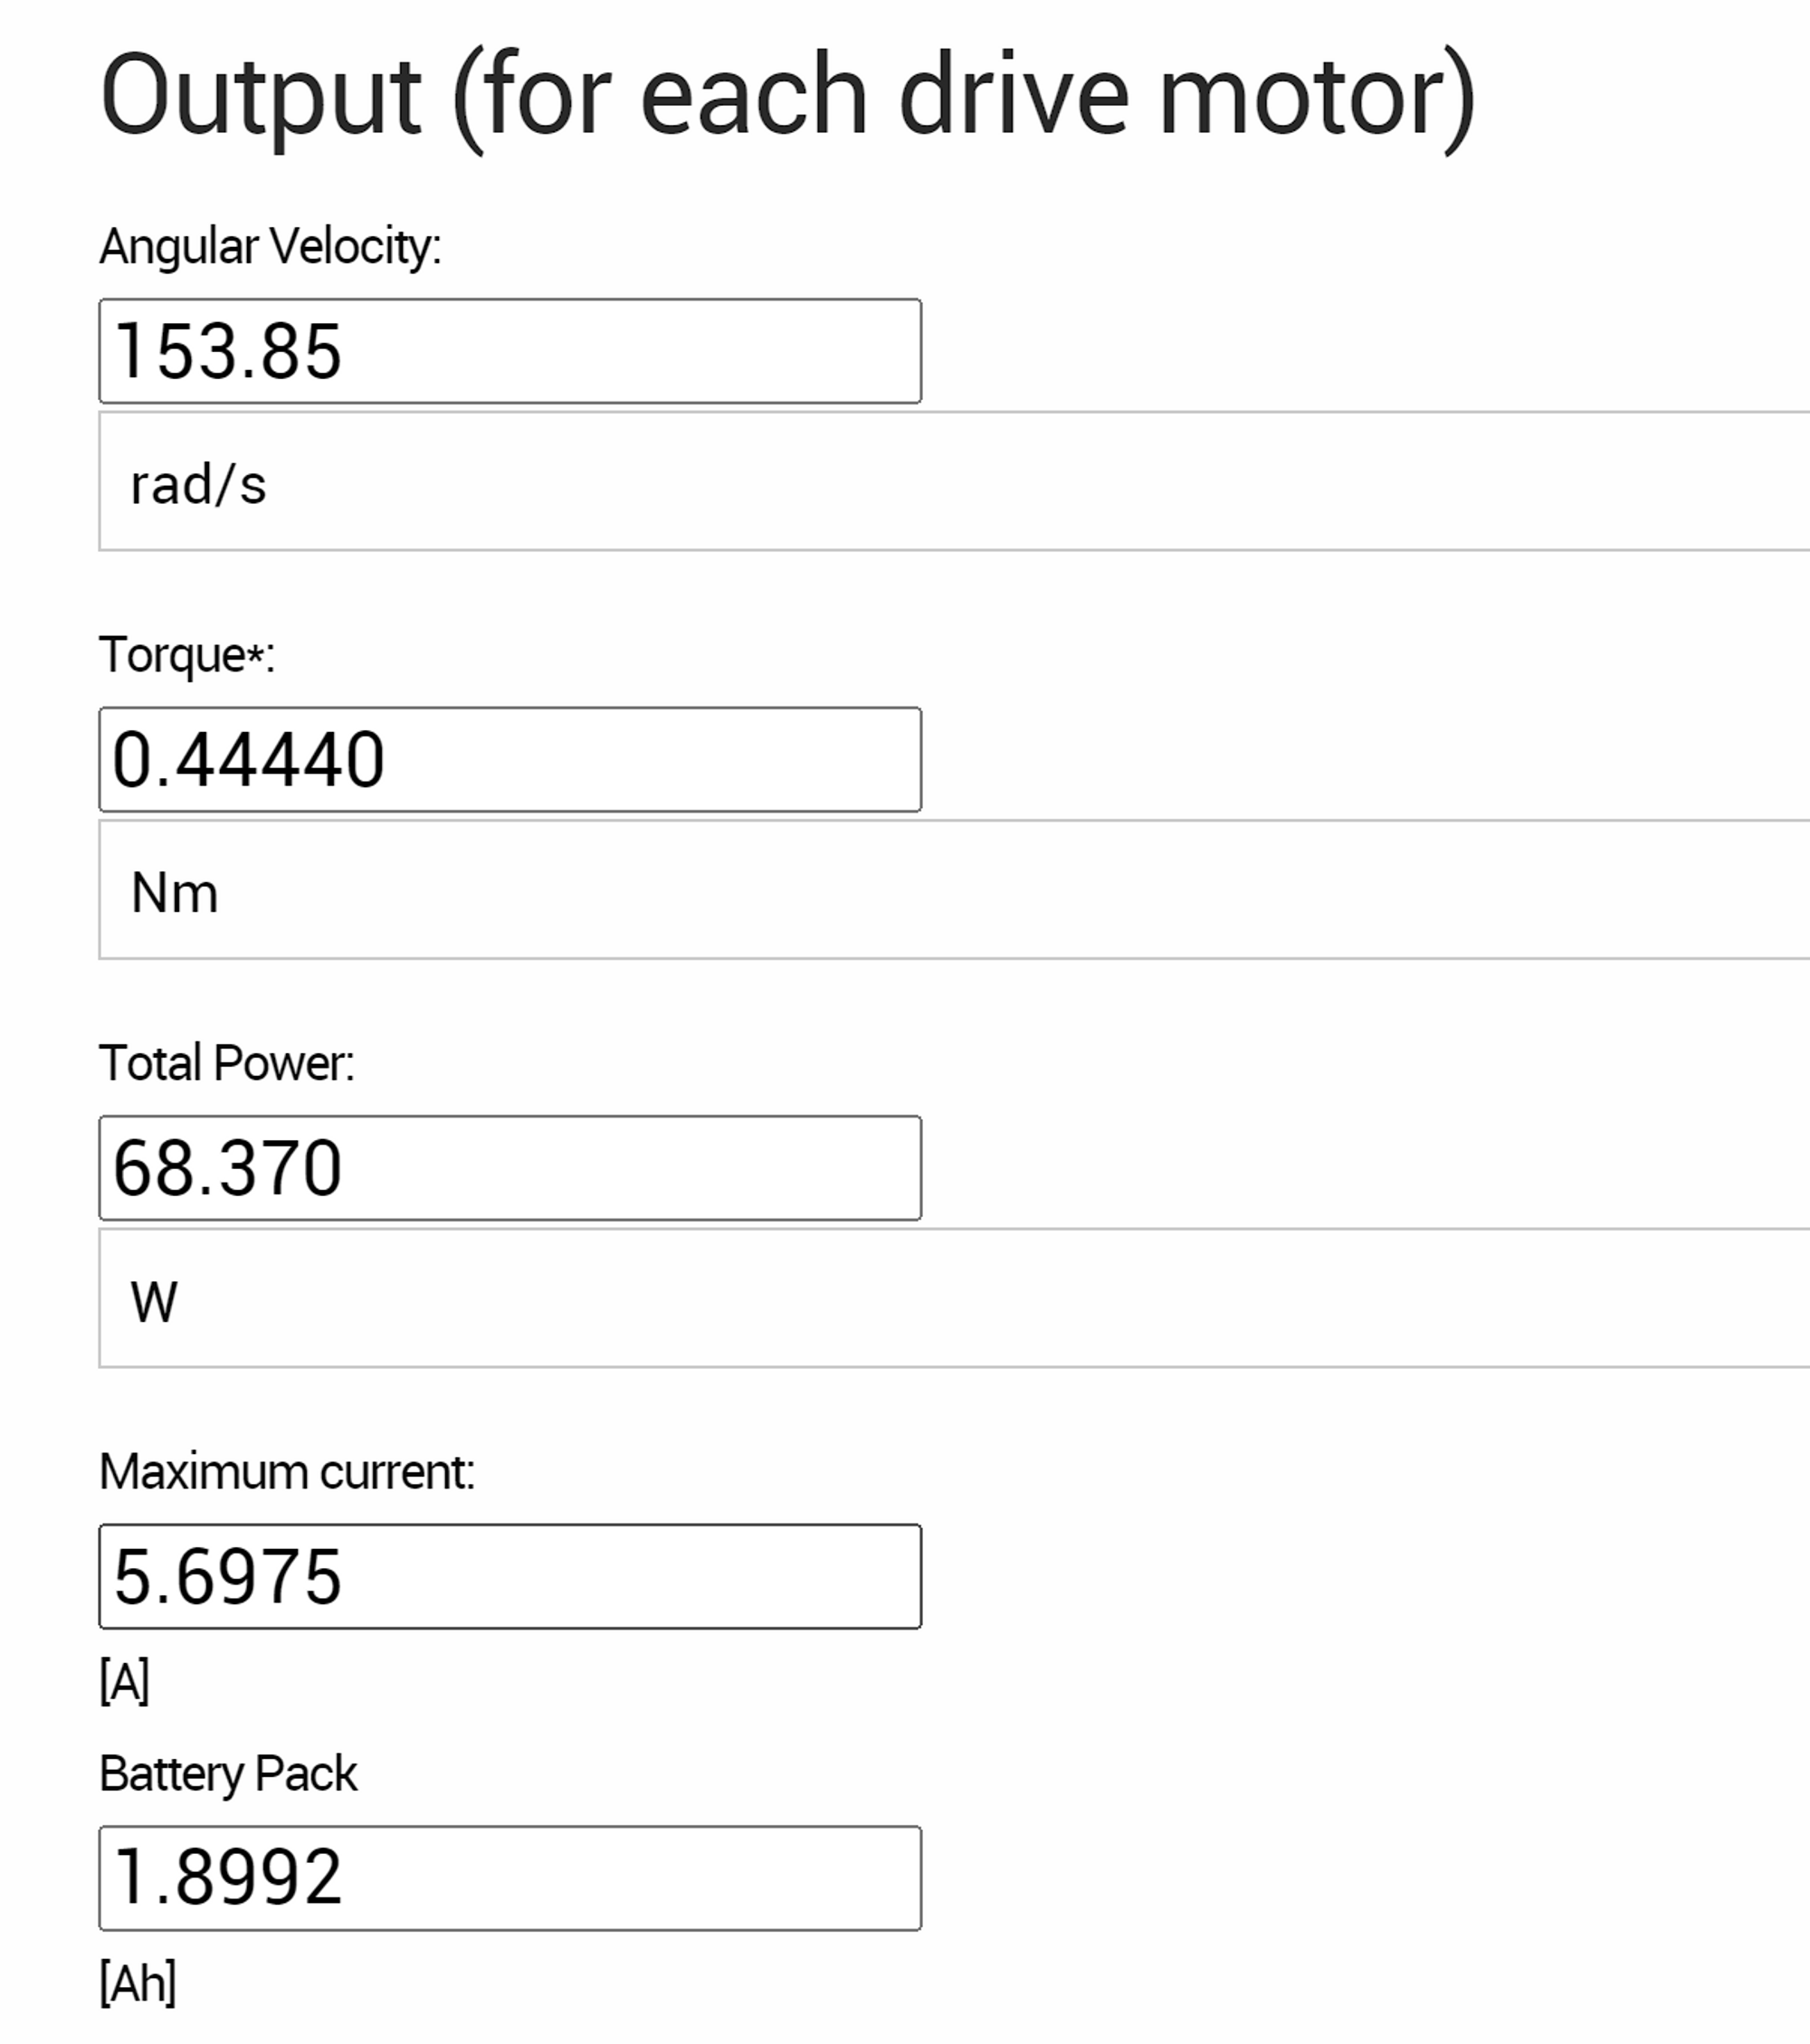 Output (for each drive motor)
Angular Velocity:
153.85
rad/s
Torque*:
0.44440
Nm
Total Power:
68.370
W
Maximum current:
5.6975
[A]
Battery Pack
1.8992
[Ah]